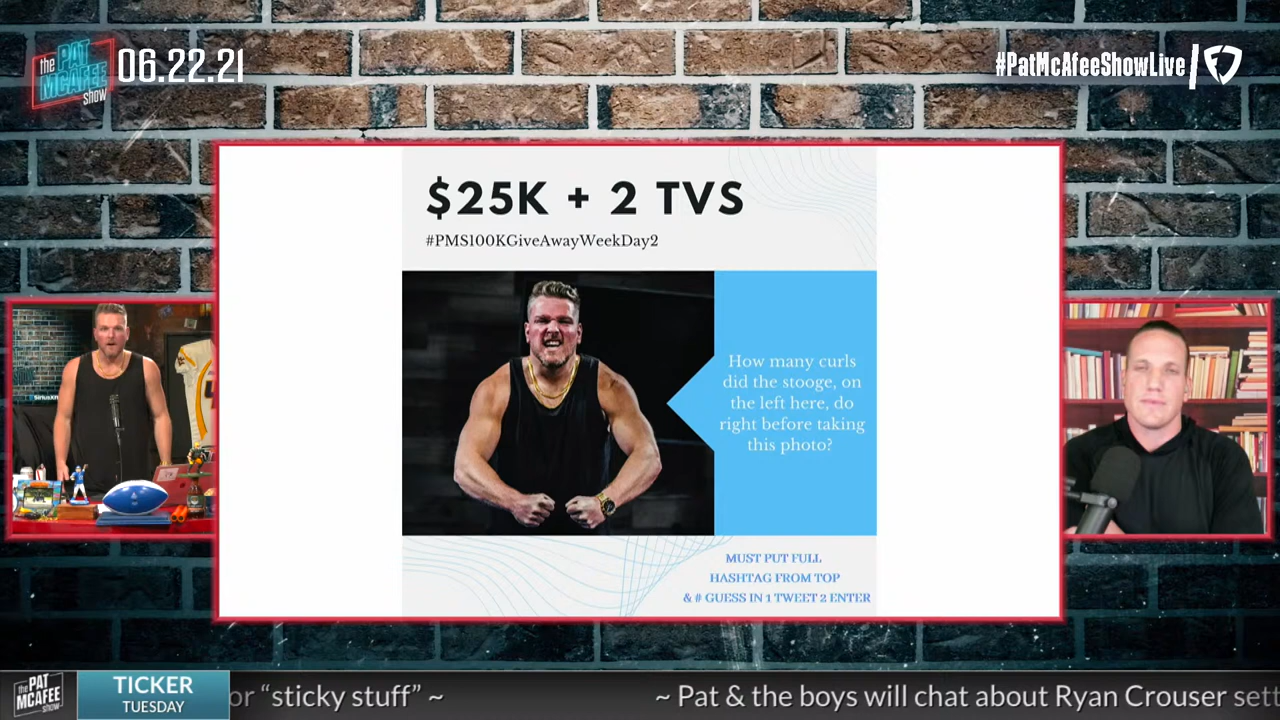 the PAT
MCAFEE
show
06.22.21
#PatMcAfeeShowLive
$25K + 2 TVS
#PMS100KGiveAwayWeekDay2
How many curls
did the stooge, on
the left here, do
right before taking
this photo?
MUST PUT FULL
HASHTAG FROM TOP
& # GUESS IN 1 TWEET 2 ENTER
the PAT
MCAFEE
show
TICKER
TUESDAY
or “sticky stuff” ~ ~ Pat & the boys will chat about Ryan Crouser sett